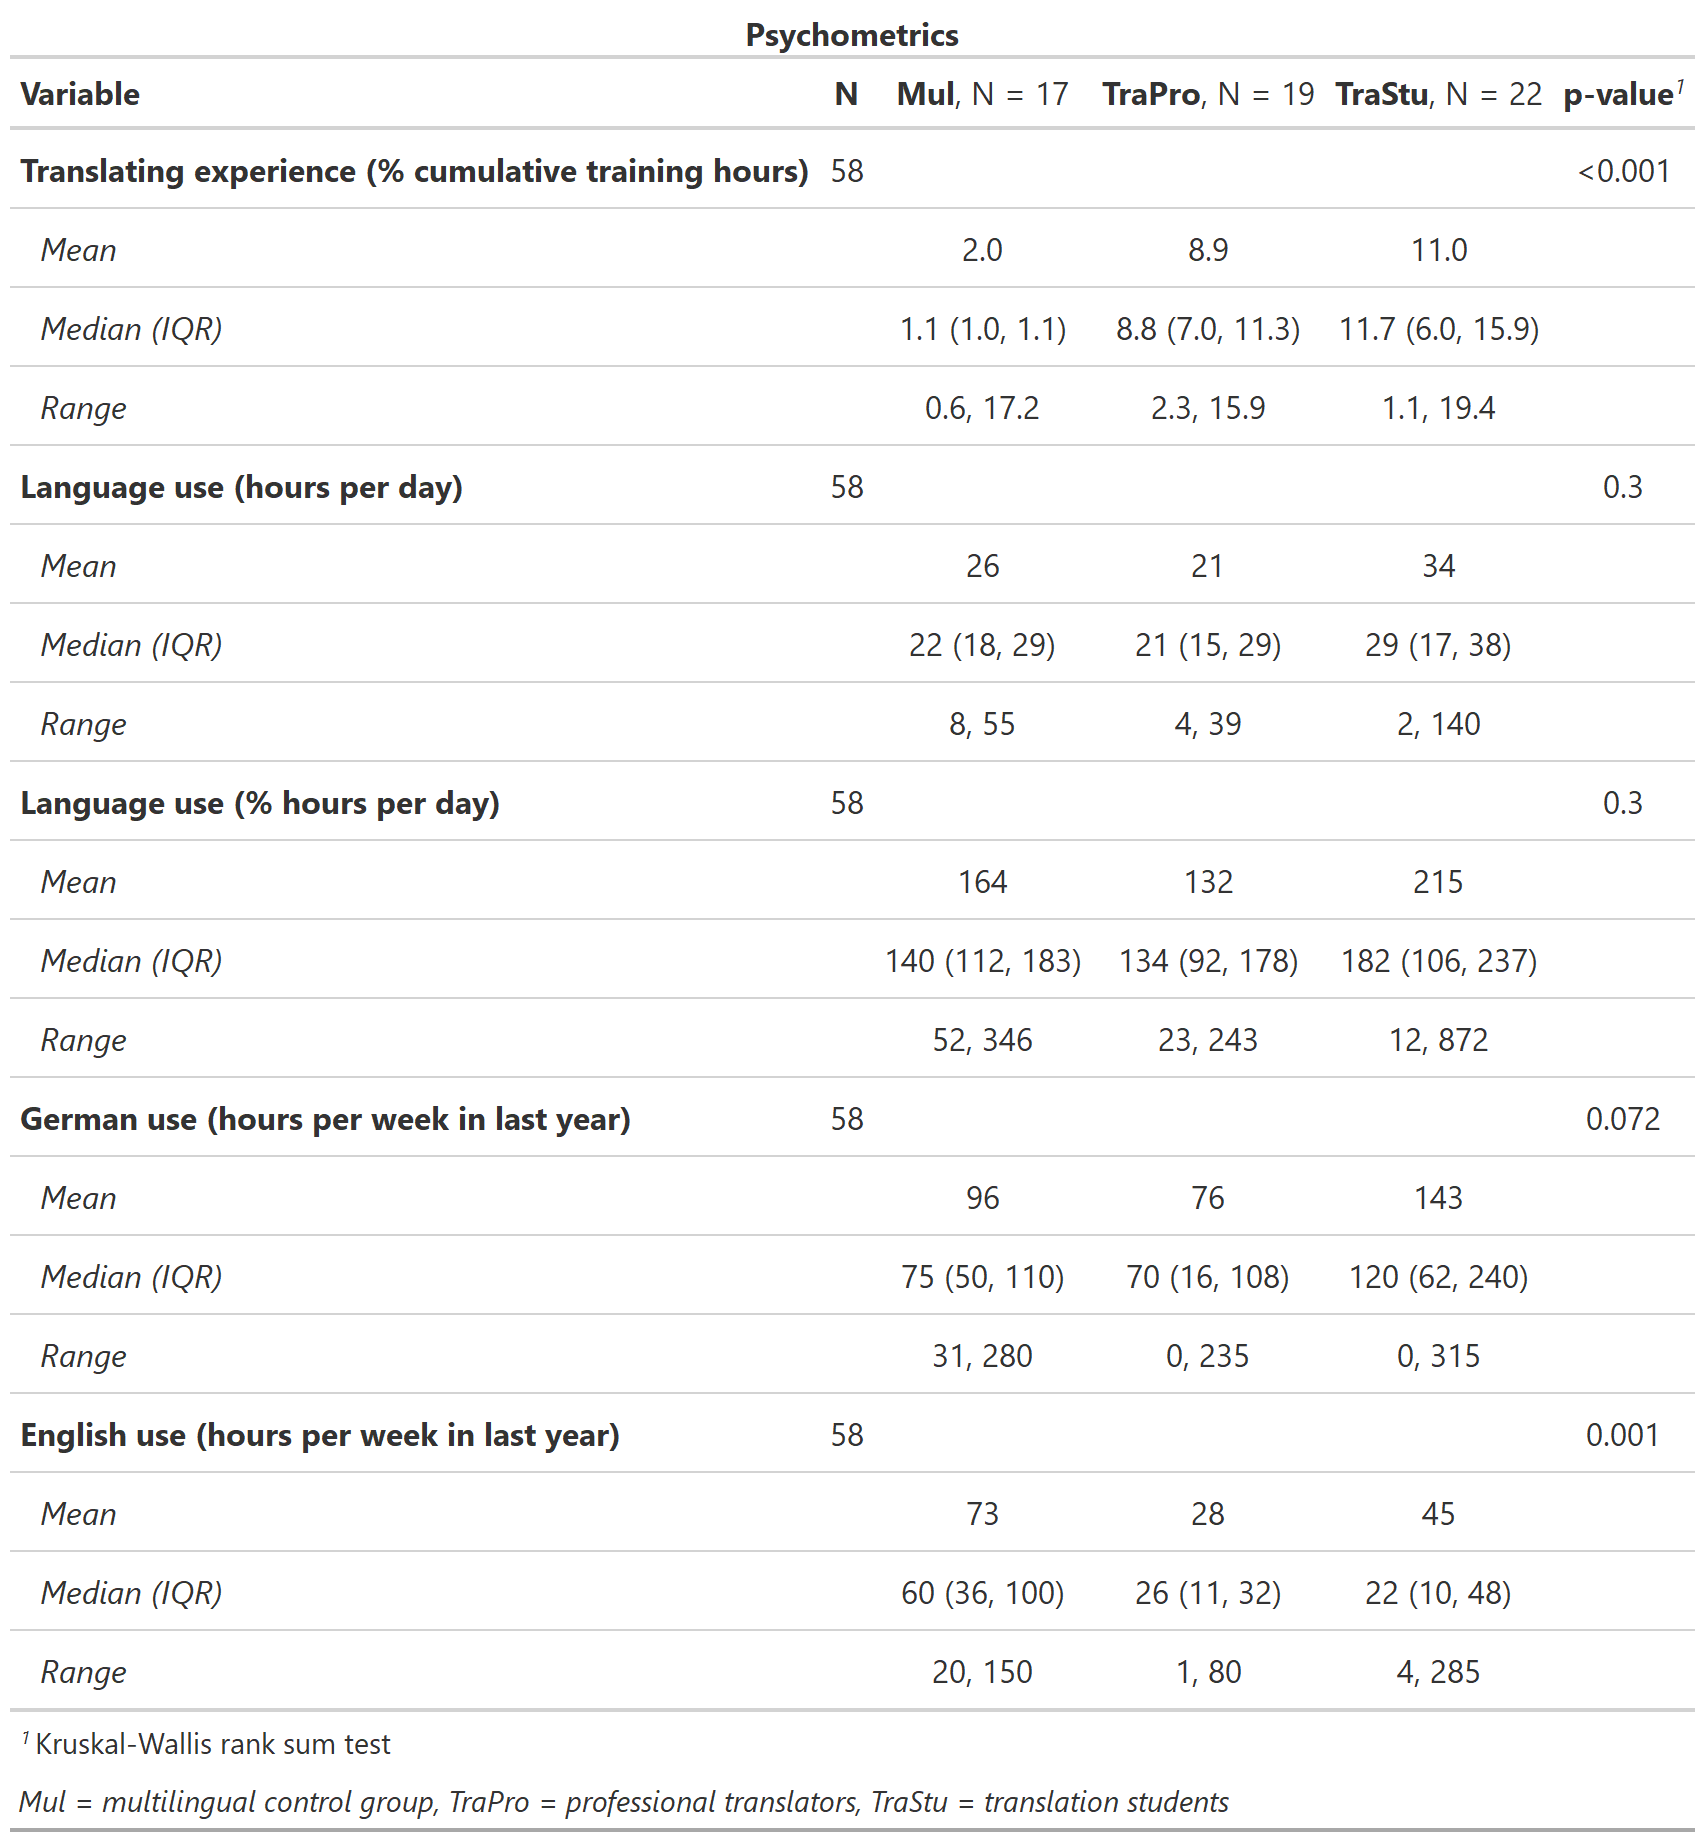 Psychometrics
Variable N Mul, N = 17 TraPro, N = 19 TraStu, N = 22 p-value¹
Translating experience (% cumulative training hours) 58 <0.001
Mean 2.0 8.9 11.0
Median (IQR) 1.1 (1.0, 1.1) 8.8 (7.0, 11.3) 11.7 (6.0, 15.9)
Range 0.6, 17.2 2.3, 15.9 1.1, 19.4
Language use (hours per day) 58 0.3
Mean 26 21 34
Median (IQR) 22 (18, 29) 21 (15, 29) 29 (17, 38)
Range 8, 55 4, 39 2, 140
Language use (% hours per day) 58 0.3
Mean 164 132 215
Median (IQR) 140 (112, 183) 134 (92, 178) 182 (106, 237)
Range 52, 346 23, 243 12, 872
German use (hours per week in last year) 58 0.072
Mean 96 76 143
Median (IQR) 75 (50, 110) 70 (16, 108) 120 (62, 240)
Range 31, 280 0, 235 0, 315
English use (hours per week in last year) 58 0.001
Mean 73 28 45
Median (IQR) 60 (36, 100) 26 (11, 32) 22 (10, 48)
Range 20, 150 1, 80 4, 285
¹ Kruskal-Wallis rank sum test
Mul = multilingual control group, TraPro = professional translators, TraStu = translation students